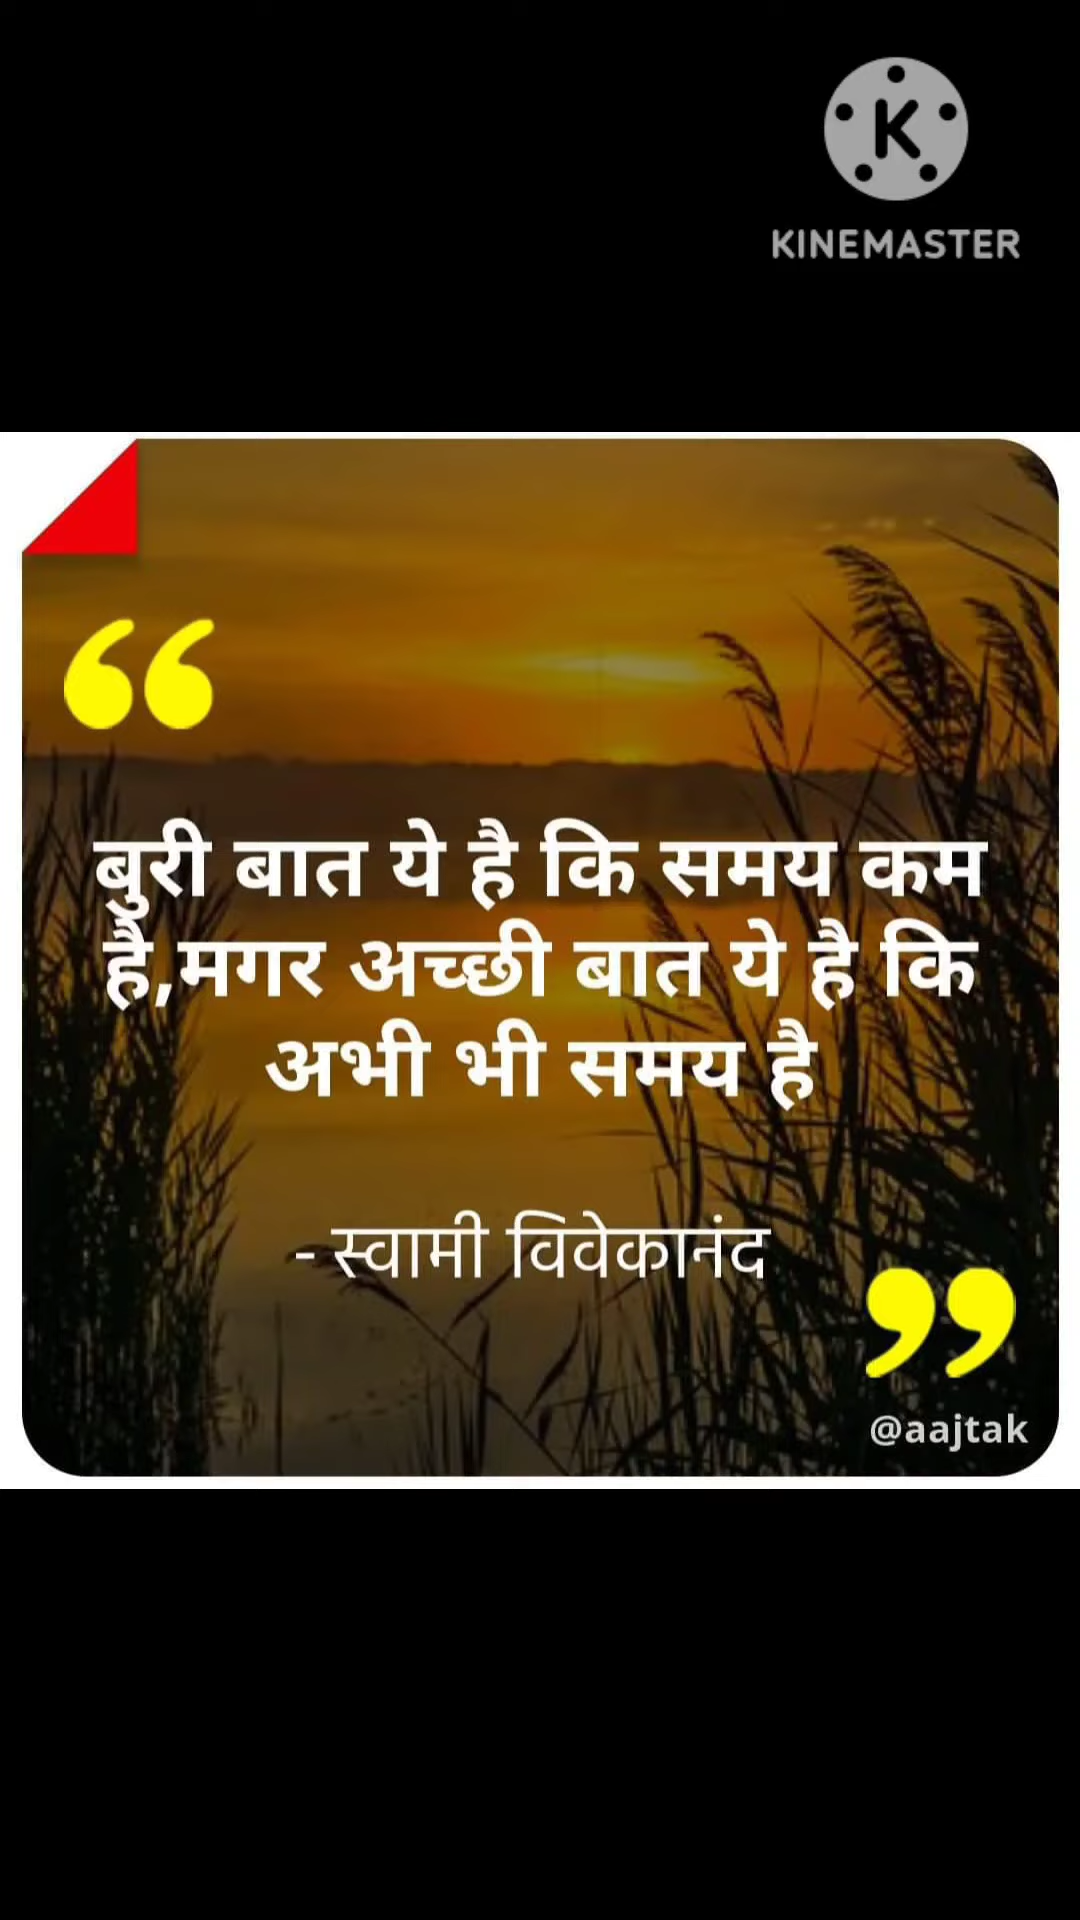 KINEMASTER
“
बुरी बात ये है कि समय कम
है,मगर अच्छी बात ये है कि
अभी भी समय है
- स्वामी विवेकानंद
”
@aajtak